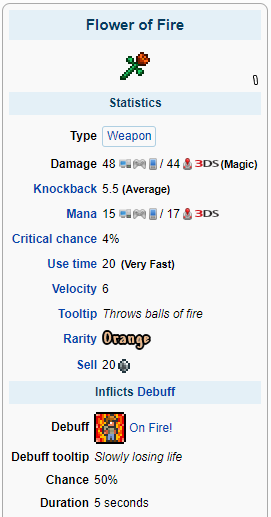 Flower of Fire
Statistics
Type Weapon
Damage 48 / 44 3DS (Magic)
Knockback 5.5 (Average)
Mana 15 / 17 3DS
Critical chance 4%
Use time 20 (Very Fast)
Velocity 6
Tooltip Throws balls of fire
Rarity Orange
Sell 20
Inflicts Debuff
Debuff On Fire!
Debuff tooltip Slowly losing life
Chance 50%
Duration 5 seconds